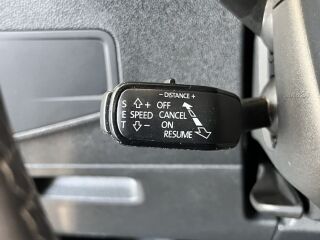 – DISTANCE +
S ⇧ + OFF
E SPEED CANCEL
T ⇩ – ON
RESUME